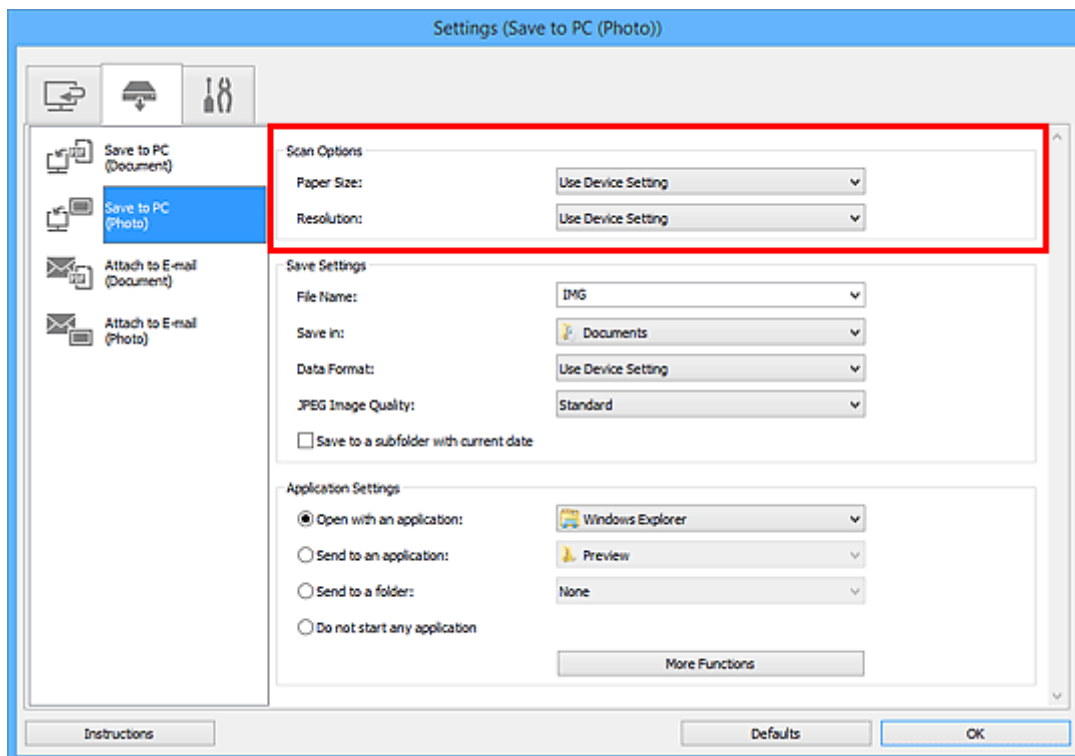 Settings (Save to PC (Photo))
Save to PC
(Document)
Save to PC
(Photo)
Attach to E-mail
(Document)
Attach to E-mail
(Photo)
Scan Options
Paper Size: Use Device Setting
Resolution: Use Device Setting
Save Settings
File Name: IMG
Save in: Documents
Data Format: Use Device Setting
JPEG Image Quality: Standard
Save to a subfolder with current date
Application Settings
Open with an application: Windows Explorer
Send to an application: Preview
Send to a folder: None
Do not start any application
More Functions
Instructions Defaults OK